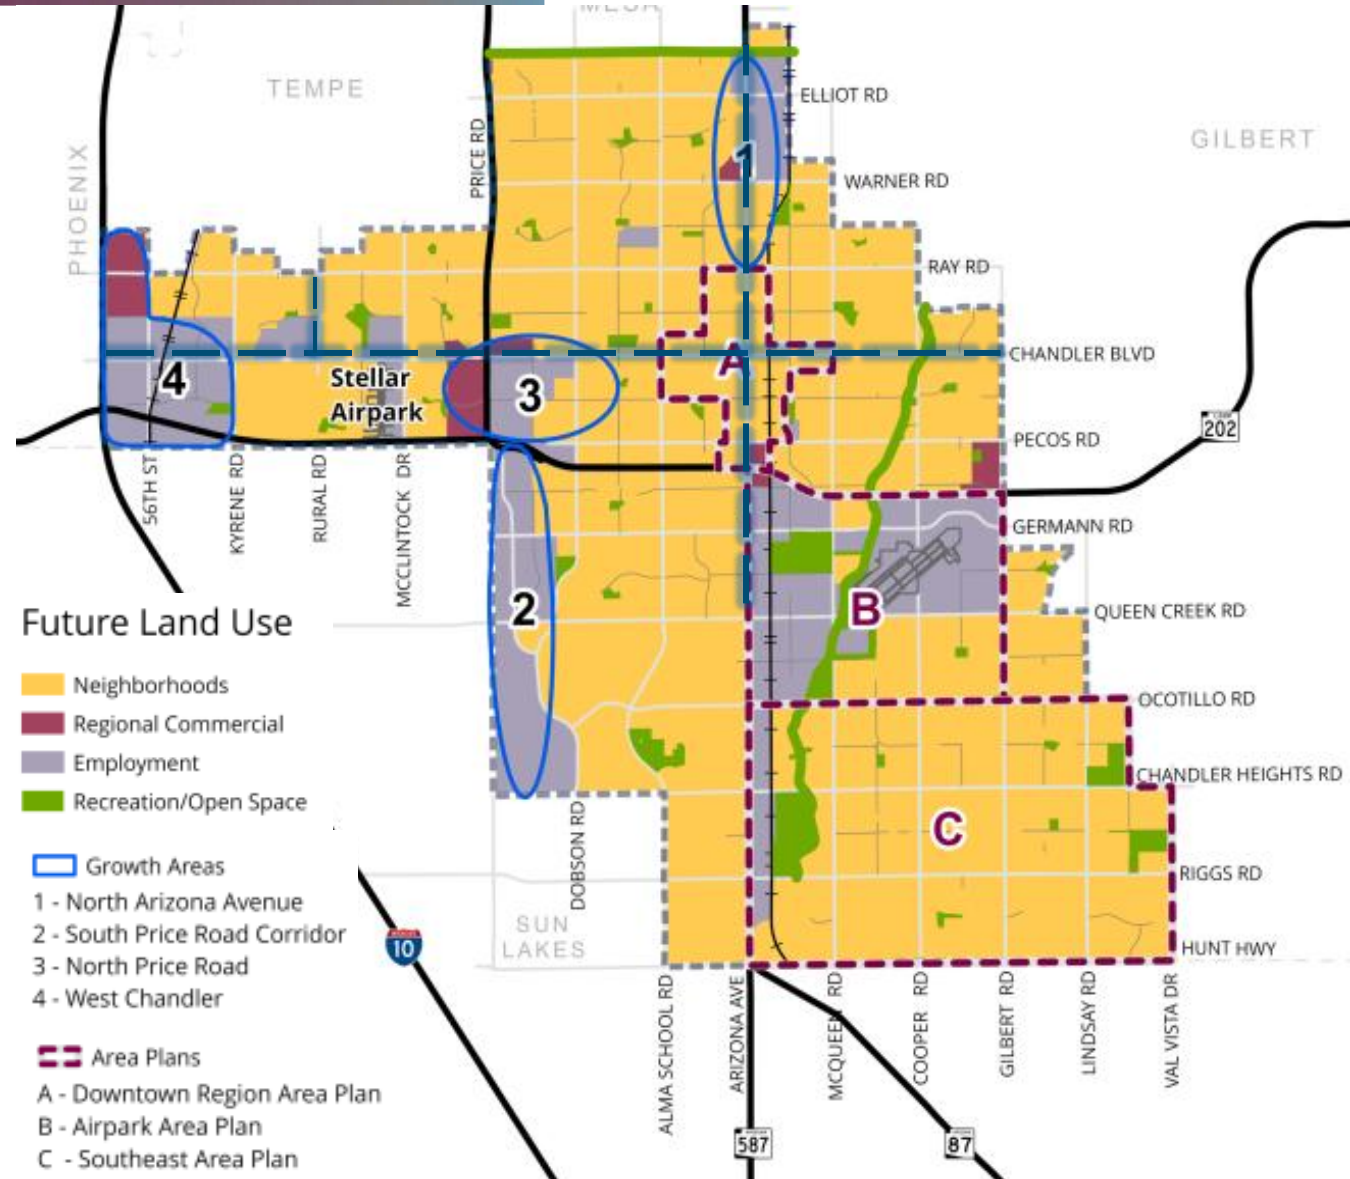 MESA
TEMPE
ELLIOT RD
GILBERT
PHOENIX
PRICE RD
1
WARNER RD
RAY RD
A
CHANDLER BLVD
4
Stellar
Airpark
3
202
PECOS RD
56TH ST
KYRENE RD
RURAL RD
MCCLINTOCK DR
GERMANN RD
2
B
QUEEN CREEK RD
Future Land Use
Neighborhoods
Regional Commercial
Employment
Recreation/Open Space
OCOTILLO RD
CHANDLER HEIGHTS RD
C
DOBSON RD
RIGGS RD
SUN
LAKES
HUNT HWY
10
Growth Areas
1 - North Arizona Avenue
2 - South Price Road Corridor
3 - North Price Road
4 - West Chandler
Area Plans
A - Downtown Region Area Plan
B - Airpark Area Plan
C - Southeast Area Plan
ALMA SCHOOL RD
ARIZONA AVE
MCQUEEN RD
COOPER RD
GILBERT RD
LINDSAY RD
VAL VISTA DR
587
87